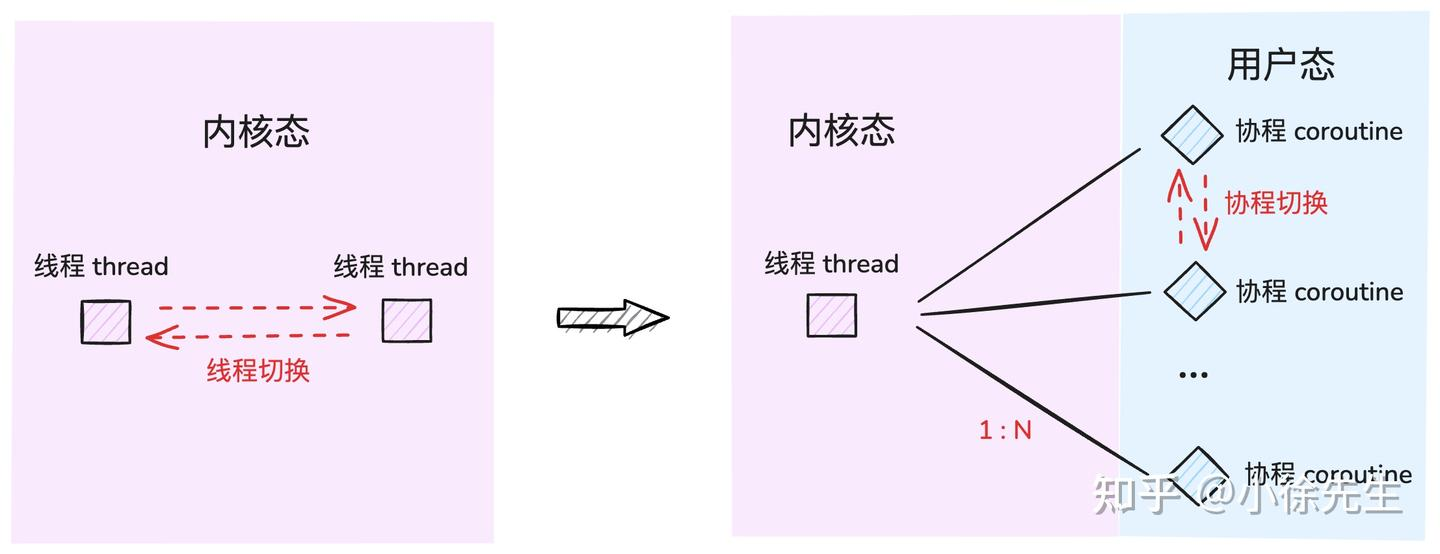 内核态
线程 thread
线程 thread
线程切换
内核态
线程 thread
1 : N
用户态
协程 coroutine
协程切换
协程 coroutine
...
协程 coroutine
知乎 @小徐先生